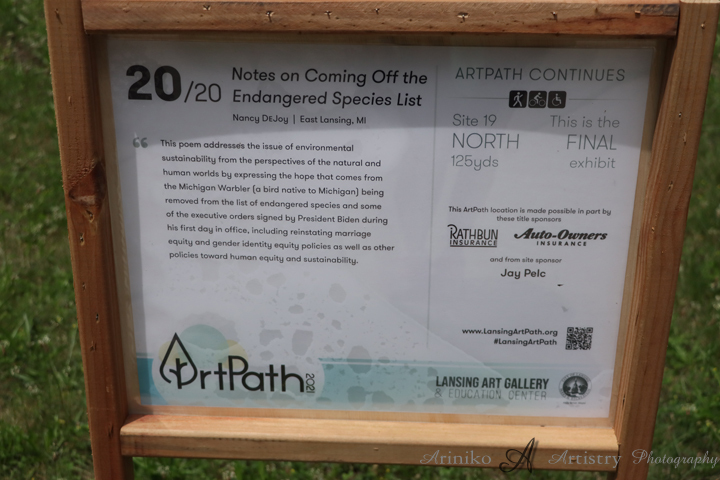 20/20
Notes on Coming Off the
Endangered Species List
Nancy DEJoy | East Lansing, MI
“ This poem addresses the issue of environmental
sustainability from the perspectives of the natural and
human worlds by expressing the hope that comes from
the Michigan Warbler (a bird native to Michigan) being
removed from the list of endangered species and some
of the executive orders signed by President Biden during
his first day in office, including reinstating marriage
equity and gender identity equity policies as well as other
policies toward human equity and sustainability.
ArtPath 2021
ARTPATH CONTINUES
Site 19
NORTH
125yds
This is the
FINAL
exhibit
This ArtPath location is made possible in part by
these title sponsors
RATHBUN
INSURANCE
Auto-Owners
INSURANCE
and from site sponsor
Jay Pelc
www.LansingArtPath.org
#LansingArtPath
LANSING ART GALLERY
& EDUCATION CENTER
Ariniko A Artistry Photography